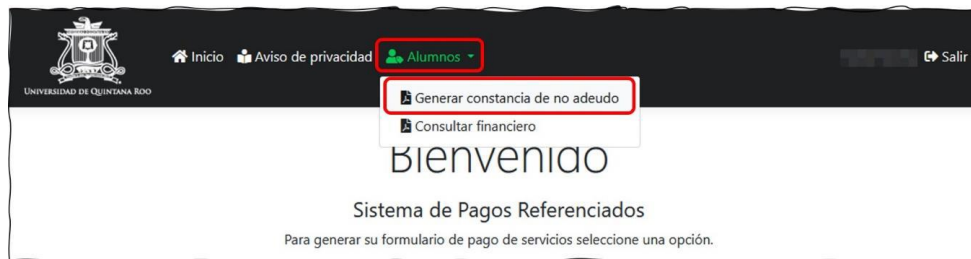 Inicio Aviso de privacidad Alumnos Salir
UNIVERSIDAD DE QUINTANA ROO
Generar constancia de no adeudo
Consultar financiero
Bienvenido
Sistema de Pagos Referenciados
Para generar su formulario de pago de servicios seleccione una opción.